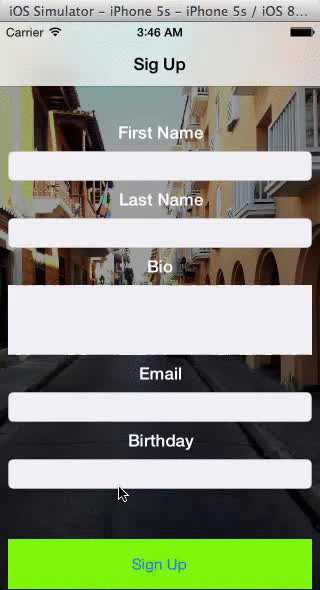 iOS Simulator – iPhone 5s – iPhone 5s / iOS 8...
Carrier 3:46 AM
Sig Up
First Name
Last Name
Bio
Email
Birthday
Sign Up